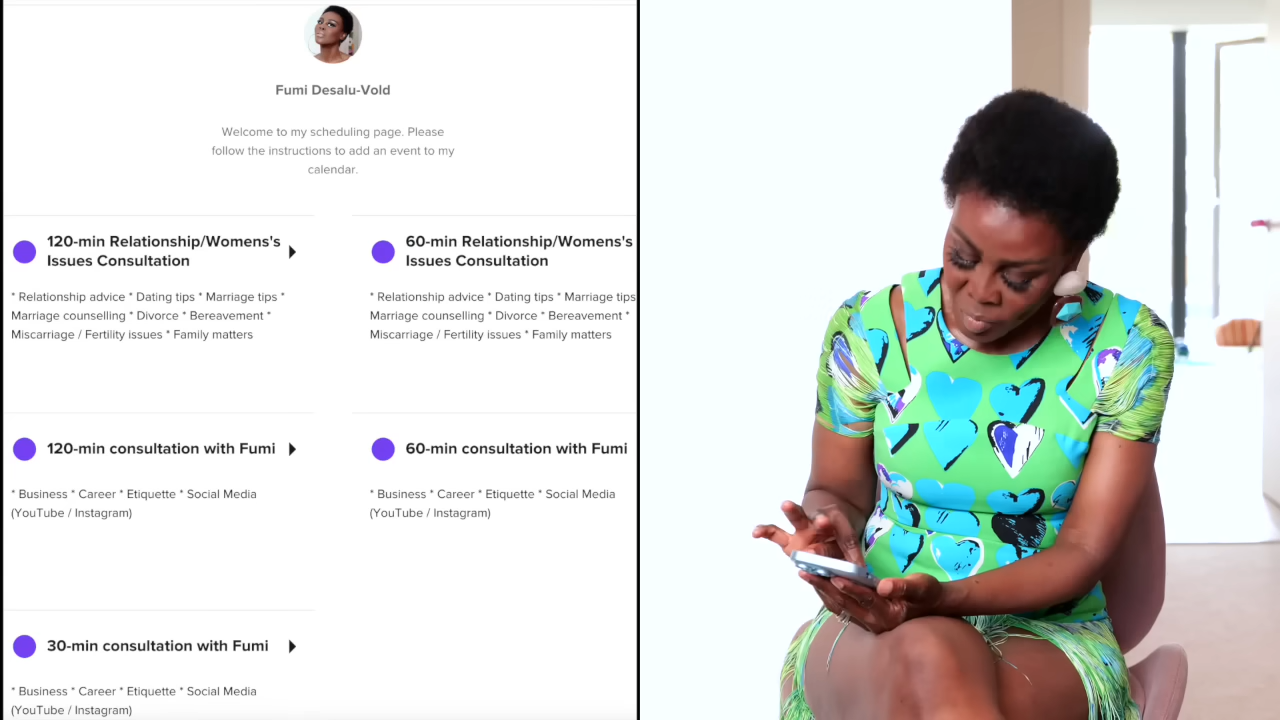 Fumi Desalu-Vold
Welcome to my scheduling page. Please
follow the instructions to add an event to my
calendar.
120-min Relationship/Womens's
Issues Consultation
* Relationship advice * Dating tips * Marriage tips *
Marriage counselling * Divorce * Bereavement *
Miscarriage / Fertility issues * Family matters
60-min Relationship/Womens's
Issues Consultation
* Relationship advice * Dating tips * Marriage tips
Marriage counselling * Divorce * Bereavement *
Miscarriage / Fertility issues * Family matters
120-min consultation with Fumi
* Business * Career * Etiquette * Social Media
(YouTube / Instagram)
60-min consultation with Fumi
* Business * Career * Etiquette * Social Media
(YouTube / Instagram)
30-min consultation with Fumi
* Business * Career * Etiquette * Social Media
(YouTube / Instagram)